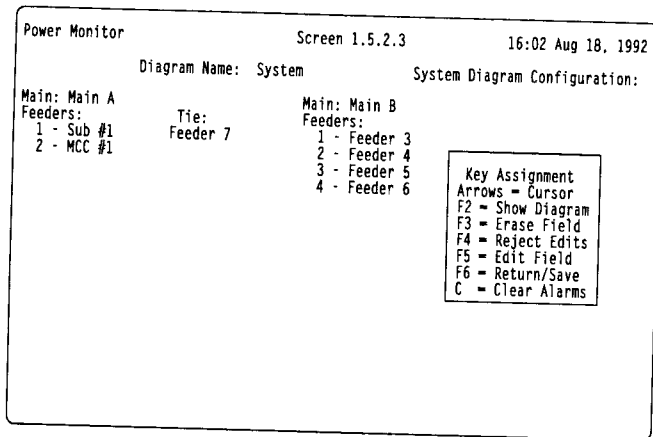 Power Monitor Screen 1.5.2.3 16:02 Aug 18, 1992
Diagram Name: System System Diagram Configuration:
Main: Main A
Feeders:
1 - Sub #1
2 - MCC #1
Tie:
Feeder 7
Main: Main B
Feeders:
1 - Feeder 3
2 - Feeder 4
3 - Feeder 5
4 - Feeder 6
Key Assignment
Arrows = Cursor
F2 = Show Diagram
F3 = Erase Field
F4 = Reject Edits
F5 = Edit Field
F6 = Return/Save
C = Clear Alarms